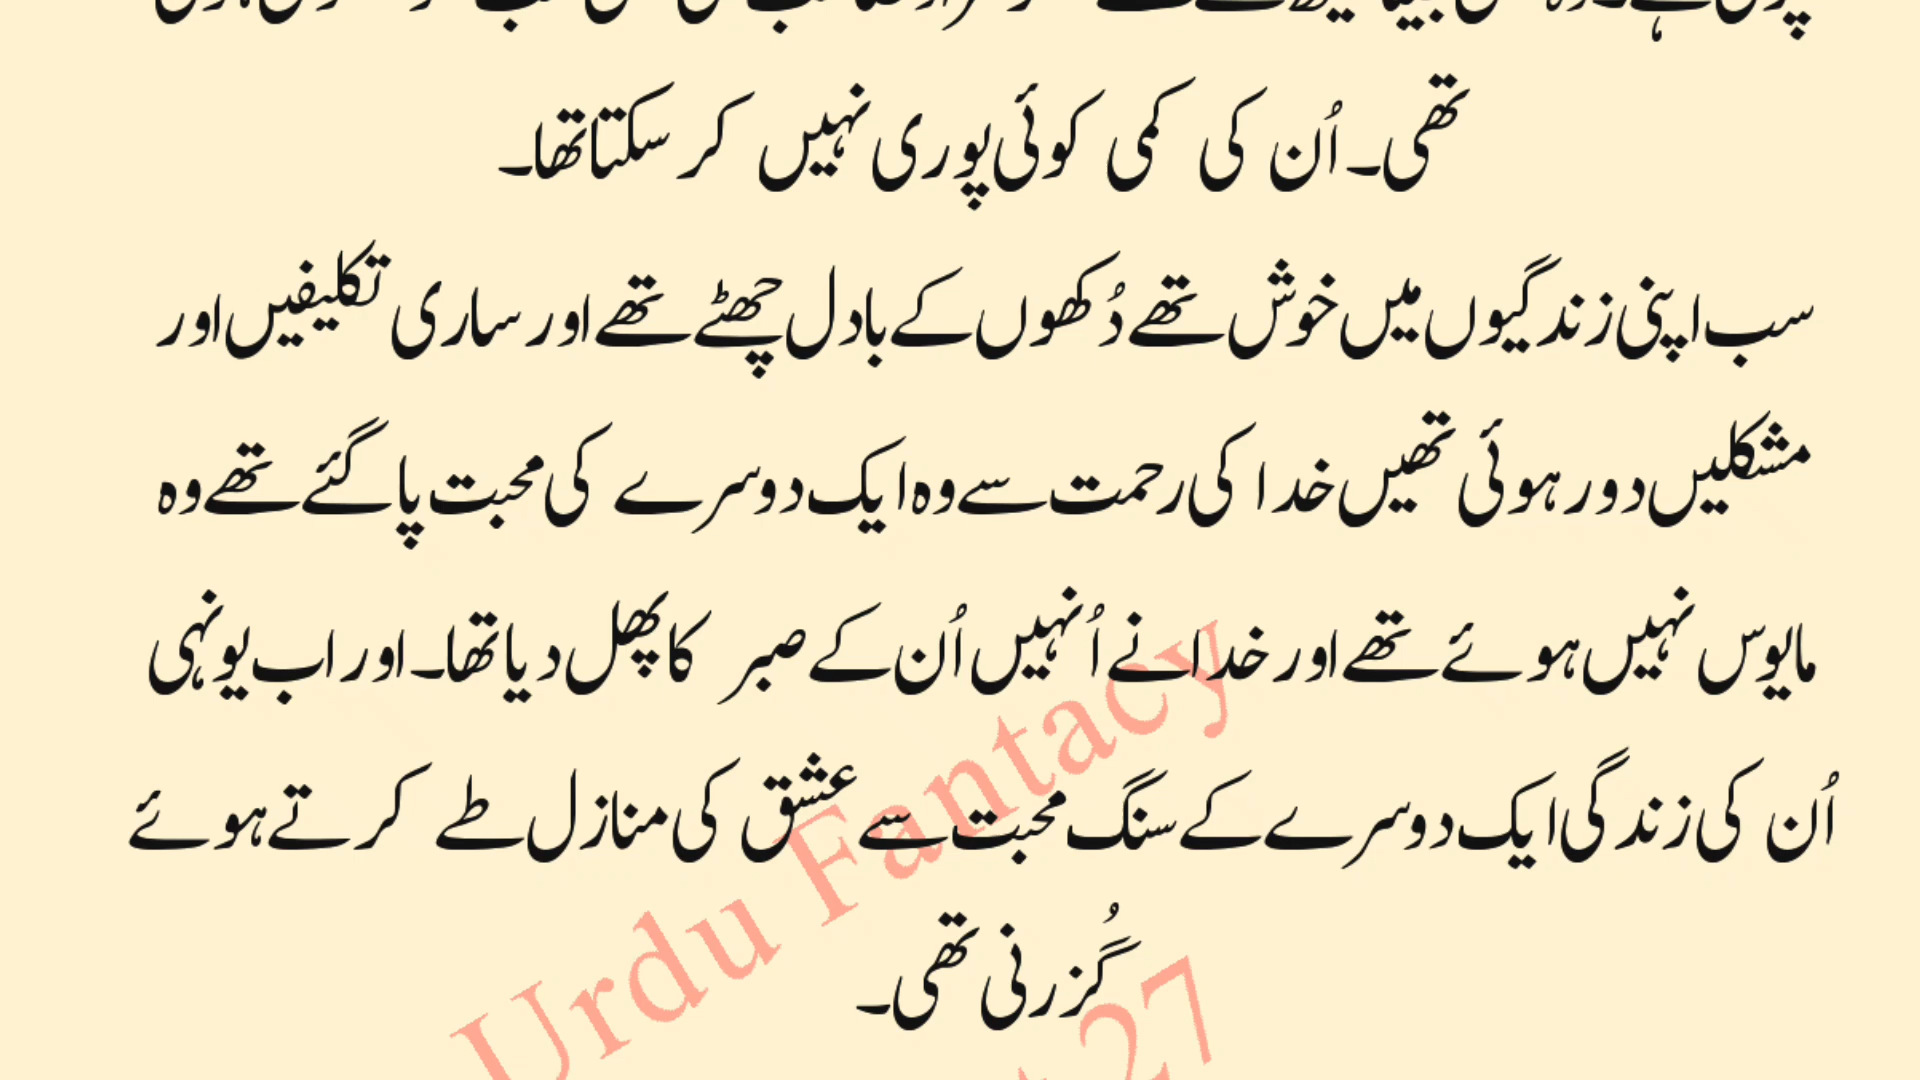 تھی۔ اُن کی کمی کوئی پوری نہیں کر سکتا تھا۔
سب اپنی زندگیوں میں خوش تھے دُکھوں کے بادل چھٹے تھے اور ساری تکلیفیں اور
مشکلیں دور ہوئی تھیں خدا کی رحمت سے وہ ایک دوسرے کی محبت پا گئے تھے وہ
مایوس نہیں ہوئے تھے اور خدا نے اُنہیں اُن کے صبر کا پھل دیا تھا۔ اور اب یونہی
اُن کی زندگی ایک دوسرے کے سنگ محبت سے عشق کی منازل طے کرتے ہوئے
گُزرنی تھی۔
Urdu Fantacy
27